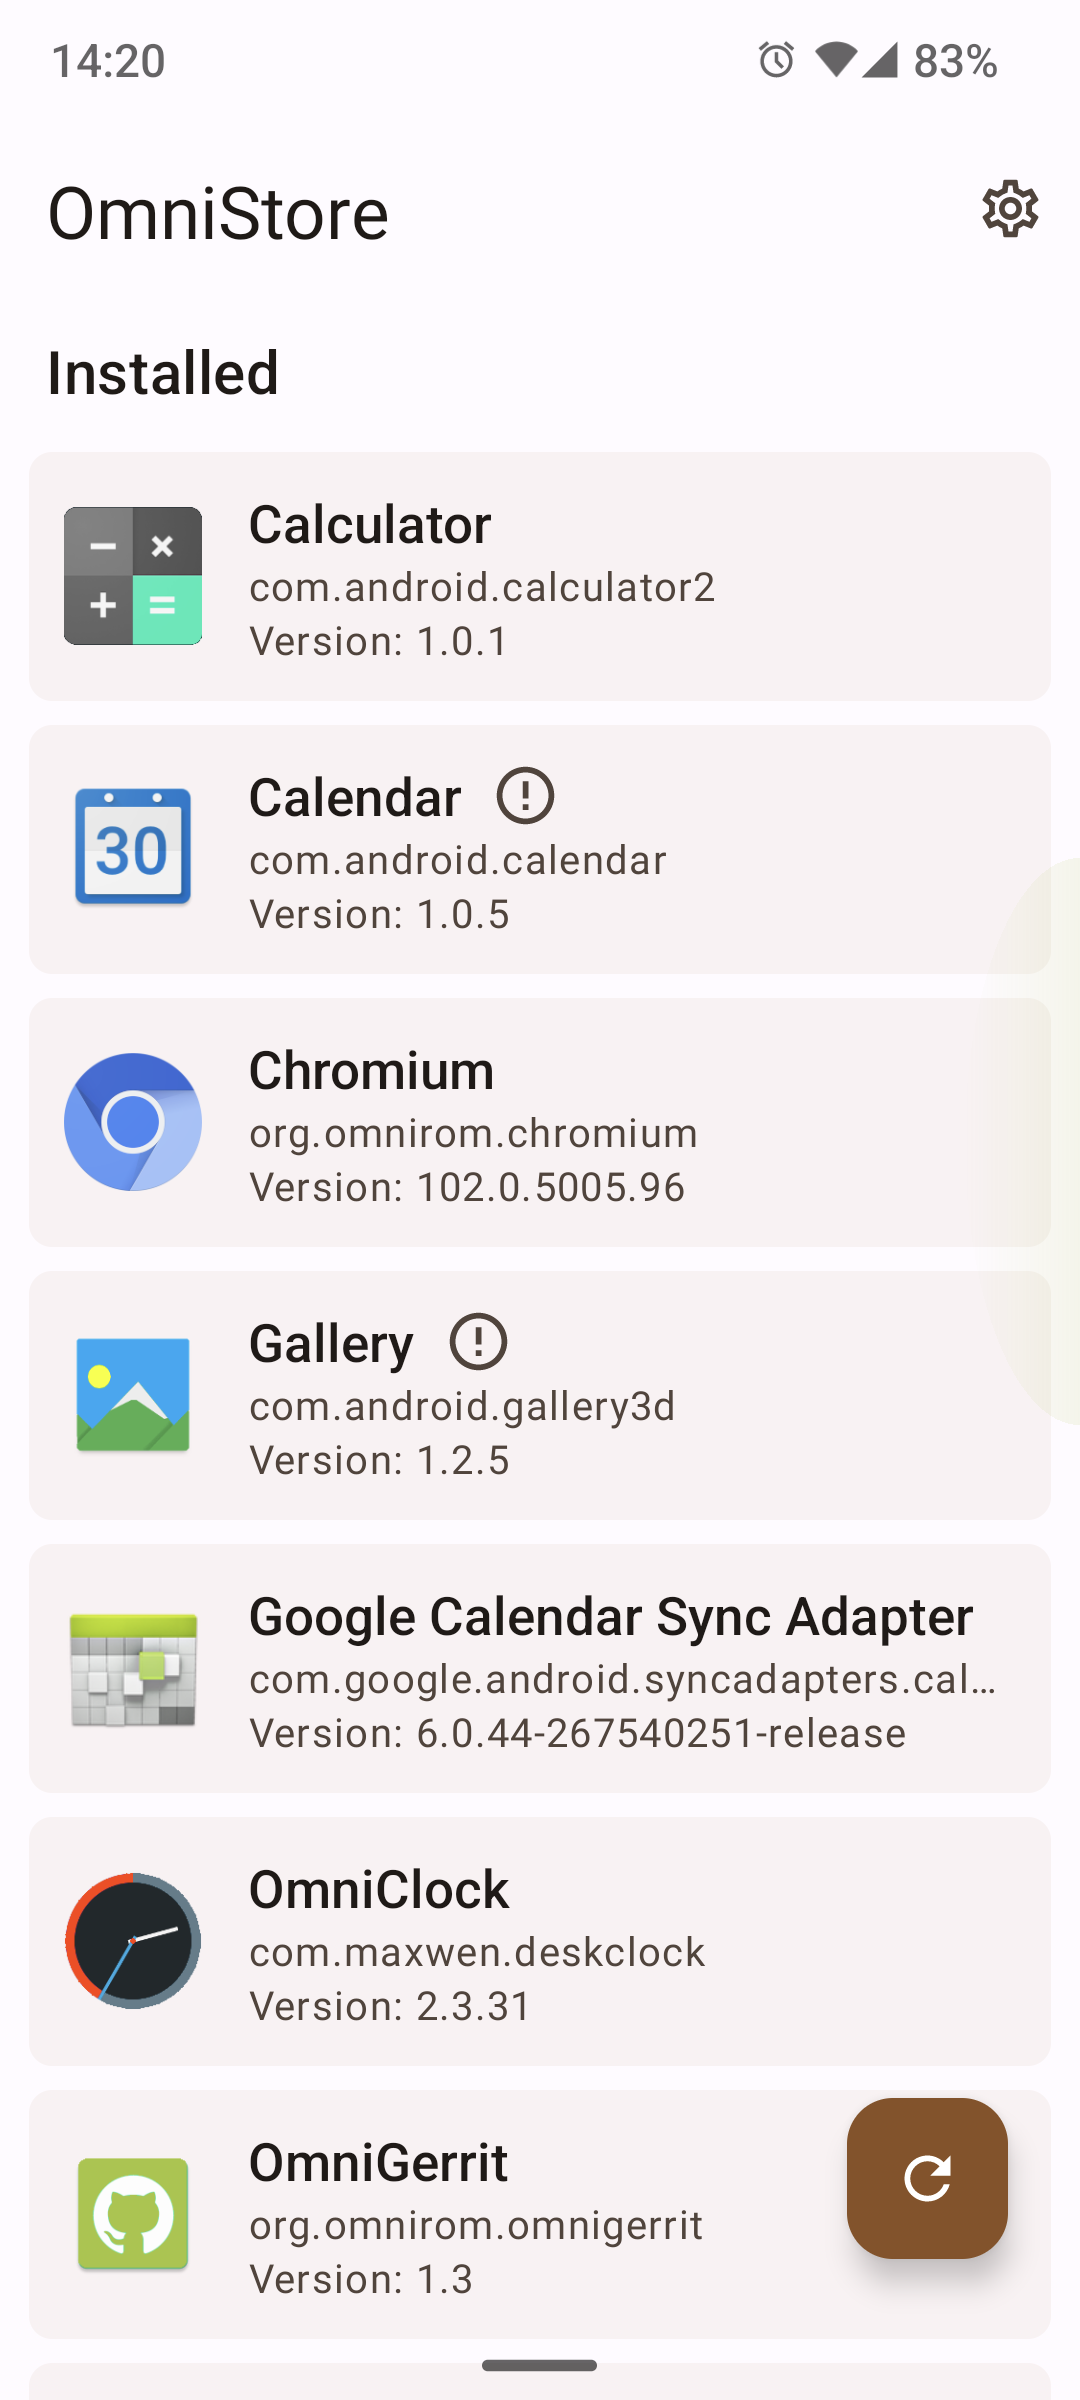 14:20
83%
OmniStore
Installed
Calculator
com.android.calculator2
Version: 1.0.1
Calendar
com.android.calendar
Version: 1.0.5
30
Chromium
org.omnirom.chromium
Version: 102.0.5005.96
Gallery
com.android.gallery3d
Version: 1.2.5
Google Calendar Sync Adapter
com.google.android.syncadapters.cal…
Version: 6.0.44-267540251-release
OmniClock
com.maxwen.deskclock
Version: 2.3.31
OmniGerrit
org.omnirom.omnigerrit
Version: 1.3